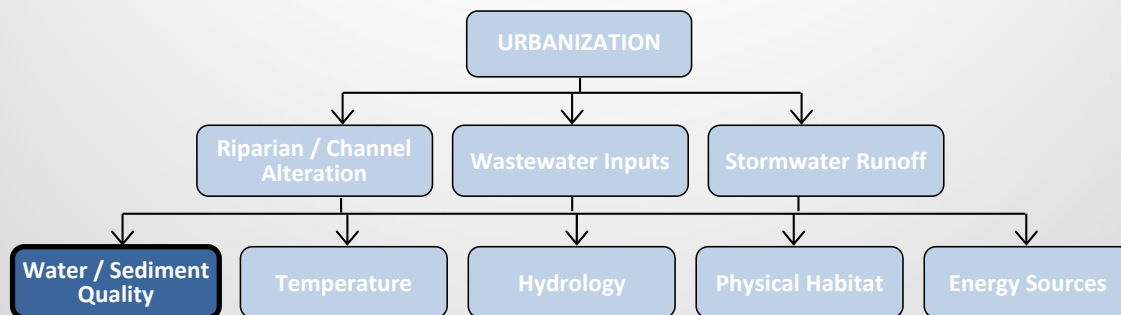 URBANIZATION
Riparian / Channel
Alteration
Wastewater Inputs
Stormwater Runoff
Water / Sediment
Quality
Temperature
Hydrology
Physical Habitat
Energy Sources